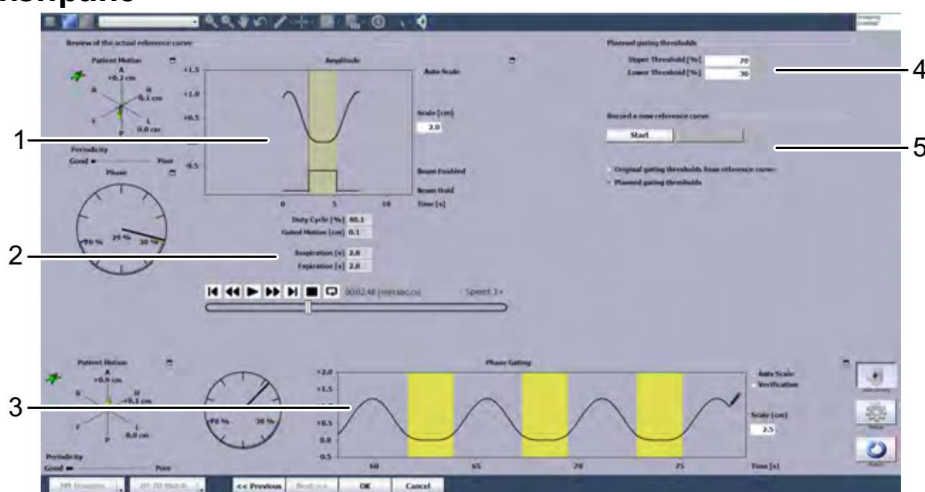 Review of the actual reference curve
Patient Motion
A
+0.2 cm
R
H
0.1 cm
F
L
P
0.0 cm
Periodicity
Good
Poor
Phase
70 %
29 %
30 %
Amplitude
+1.5
+1.0
+0.5
-0.5
0
5
10
Auto Scale
Scale [cm]
2.0
Beam Enabled
Beam Hold
Time [s]
Duty Cycle [%] 40.1
Gated Motion [cm] 0.1
Inspiration [s] 2.0
Expiration [s] 2.0
Speed: 1×
Planned gating thresholds
Upper Threshold [%] 70
Lower Threshold [%] 30
Record a new reference curve
Start
Original gating thresholds from reference curve
Planned gating thresholds
1
2
3
4
5
Patient Motion
A
+0.9 cm
R
H
+0.1 cm
F
L
P
0.0 cm
Periodicity
Good
Poor
70 %
30 %
Phase Gating
+2.0
+1.5
+0.5
0.0
0.5
60
65
70
75
Time [s]
Auto Scale
Verification
Scale [cm]
2.5
2D/3D Match
<< Previous
Next >>
OK
Cancel